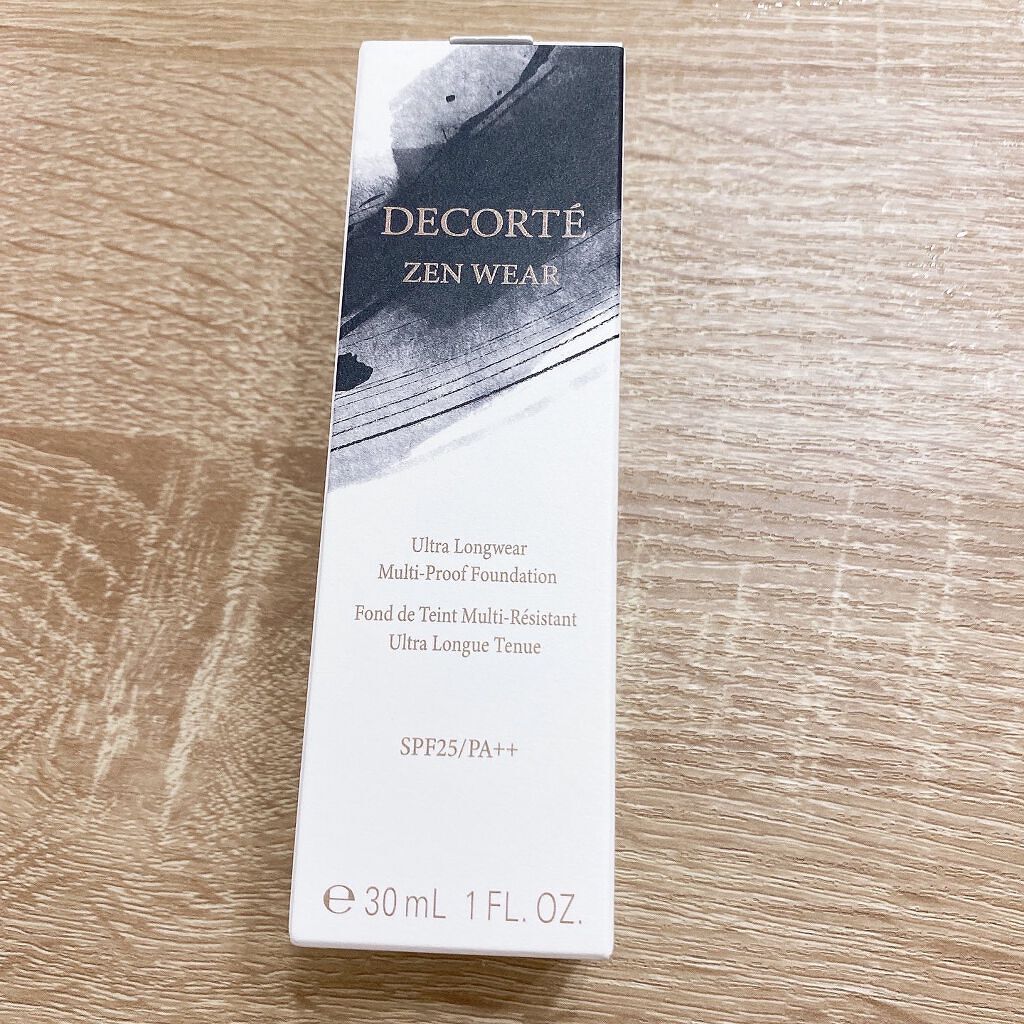 DECORTÉ
ZEN WEAR
Ultra Longwear
Multi-Proof Foundation
Fond de Teint Multi-Résistant
Ultra Longue Tenue
SPF25/PA++
℮ 30 mL 1 FL. OZ.